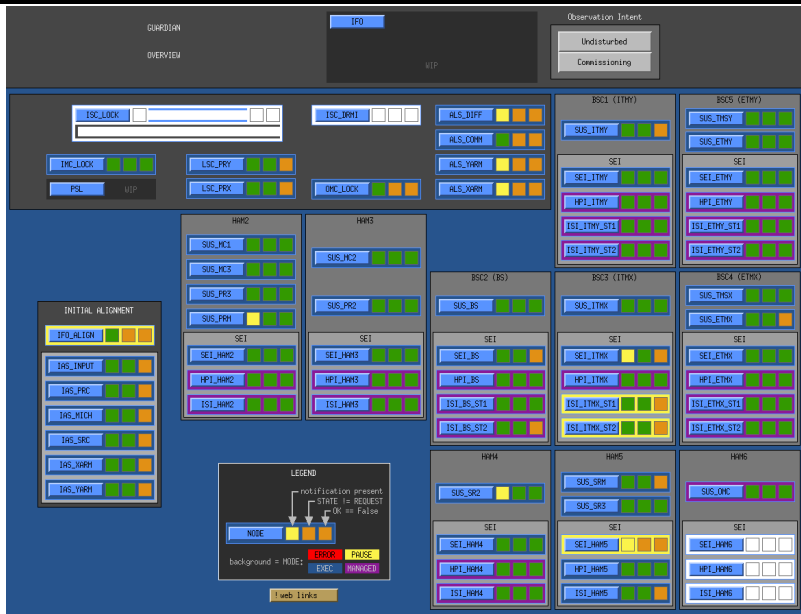 GUARDIAN
OVERVIEW
IFO
WIP
Observation Intent
Undisturbed
Commissioning
ISC_LOCK
ISC_DRMI
ALS_DIFF
ALS_COMM
IMC_LOCK
LSC_PRY
ALS_YARM
PSL
WIP
LSC_PRX
OMC_LOCK
ALS_XARM
BSC1 (ITMY)
SUS_ITMY
SEI
SEI_ITMY
HPI_ITMY
ISI_ITMY_ST1
ISI_ITMY_ST2
BSC5 (ETMY)
SUS_TMSY
SUS_ETMY
SEI
SEI_ETMY
HPI_ETMY
ISI_ETMY_ST1
ISI_ETMY_ST2
HAM2
SUS_MC1
SUS_MC3
SUS_PR3
SUS_PRM
SEI
SEI_HAM2
HPI_HAM2
ISI_HAM2
HAM3
SUS_MC2
SUS_PR2
SEI
SEI_HAM3
HPI_HAM3
ISI_HAM3
BSC2 (BS)
SUS_BS
SEI
SEI_BS
HPI_BS
ISI_BS_ST1
ISI_BS_ST2
BSC3 (ITMX)
SUS_ITMX
SEI
SEI_ITMX
HPI_ITMX
ISI_ITMX_ST1
ISI_ITMX_ST2
BSC4 (ETMX)
SUS_TMSX
SUS_ETMX
SEI
SEI_ETMX
HPI_ETMX
ISI_ETMX_ST1
ISI_ETMX_ST2
INITIAL ALIGNMENT
IFO_ALIGN
IAS_INPUT
IAS_PRC
IAS_MICH
IAS_SRC
IAS_XARM
IAS_YARM
LEGEND
notification present
STATE != REQUEST
OK == False
NODE
background = MODE:
ERROR
PAUSE
EXEC
MANAGED
! web links
HAM4
SUS_SR2
SEI
SEI_HAM4
HPI_HAM4
ISI_HAM4
HAM5
SUS_SRM
SUS_SR3
SEI
SEI_HAM5
HPI_HAM5
ISI_HAM5
HAM6
SUS_OMC
SEI
SEI_HAM6
HPI_HAM6
ISI_HAM6